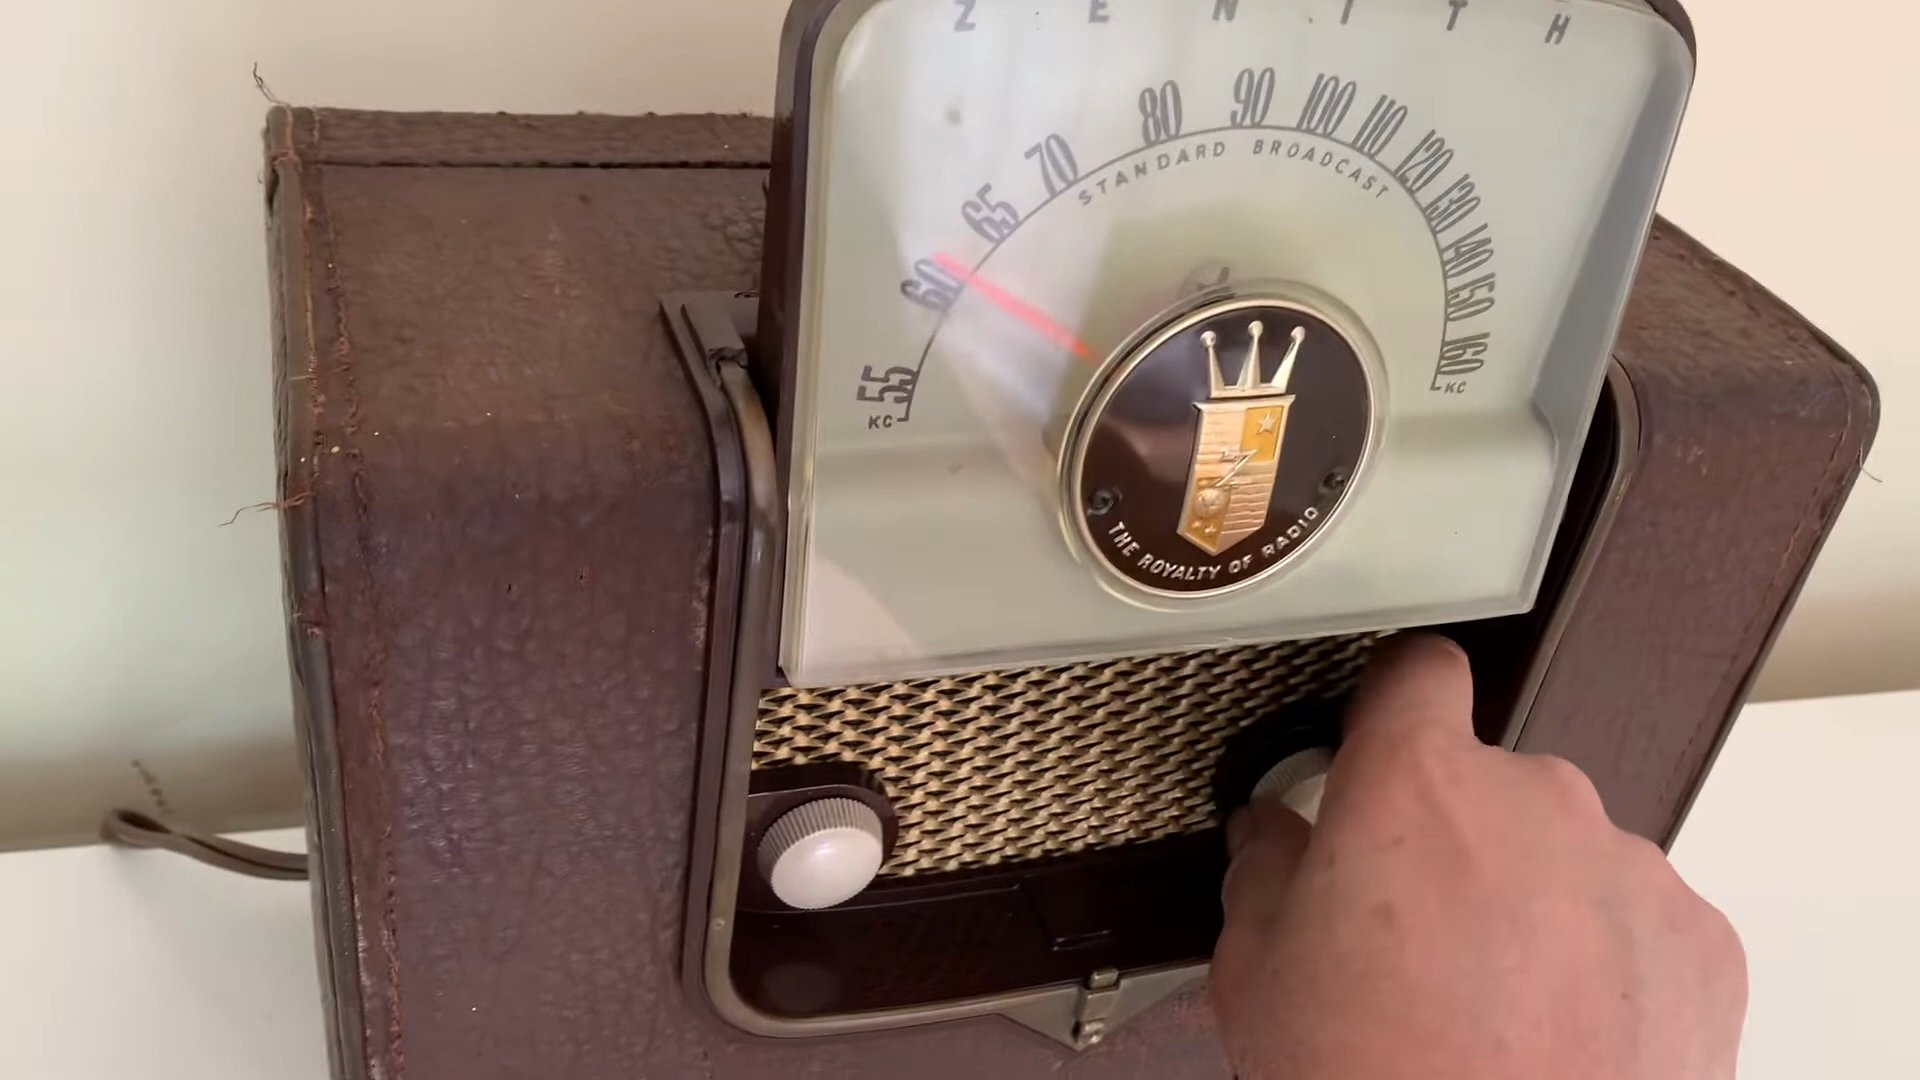 ZENITH
55 60 65 70 80 90 100 110 120 130 140 150 160
STANDARD BROADCAST
KC
KC
Z
THE ROYALTY OF RADIO